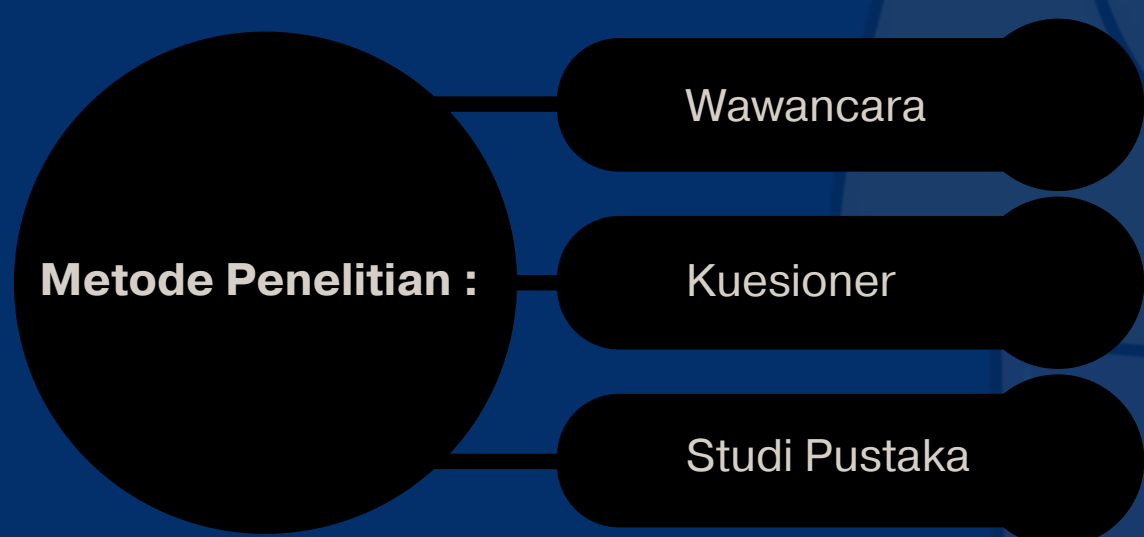 Wawancara
Metode Penelitian :
Kuesioner
Studi Pustaka